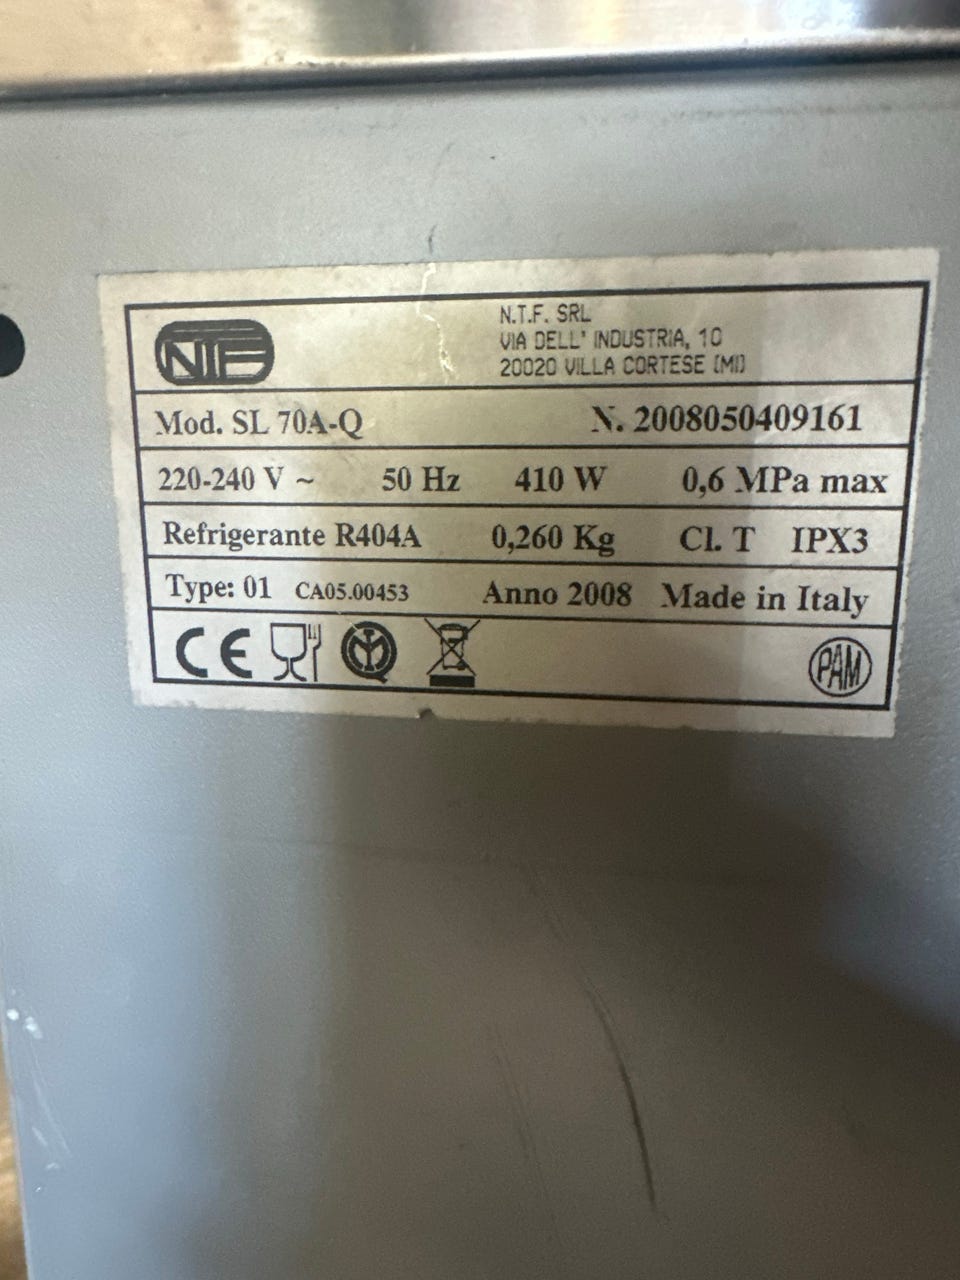 NTF
N.T.F. SRL
VIA DELL' INDUSTRIA, 10
20020 VILLA CORTESE (MI)
Mod. SL 70A-Q N. 2008050409161
220-240 V ~ 50 Hz 410 W 0,6 MPa max
Refrigerante R404A 0,260 Kg Cl. T IPX3
Type: 01 CA05.00453 Anno 2008 Made in Italy
CE PAM